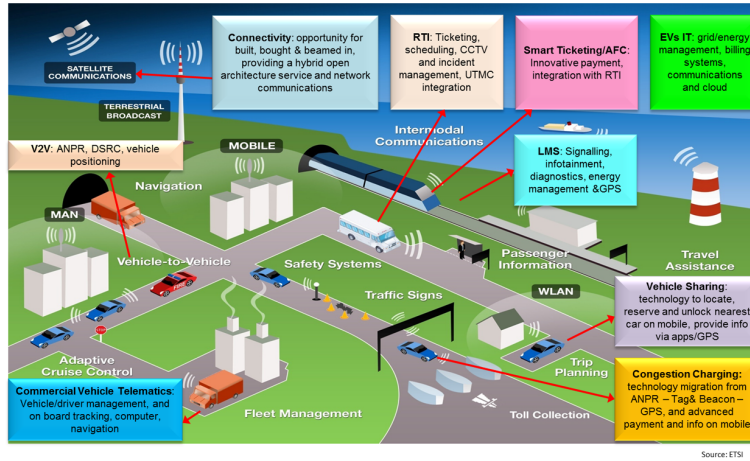 Connectivity: opportunity for
built, bought & beamed in,
providing a hybrid open
architecture service and network
communications
RTI: Ticketing,
scheduling, CCTV
and incident
management, UTMC
integration
Smart Ticketing/AFC:
Innovative payment,
integration with RTI
EVs IT: grid/energy
management, billing
systems,
communications
and cloud
SATELLITE
COMMUNICATIONS
TERRESTRIAL
BROADCAST
V2V: ANPR, DSRC, vehicle
positioning
MOBILE
Intermodal
Communications
LMS: Signalling,
infotainment,
diagnostics, energy
management &GPS
Navigation
MAN
Vehicle-to-Vehicle
Safety Systems
Passenger
Information
Travel
Assistance
Traffic Signs
WLAN
Vehicle Sharing:
technology to locate,
reserve and unlock nearest
car on mobile, provide info
via apps/GPS
STOP
Adaptive
Cruise Control
Trip
Planning
Commercial Vehicle Telematics:
Vehicle/driver management, and
on board tracking, computer,
navigation
Fleet Management
Toll Collection
Congestion Charging:
technology migration from
ANPR – Tag& Beacon –
GPS, and advanced
payment and info on mobile
Source: ETSI